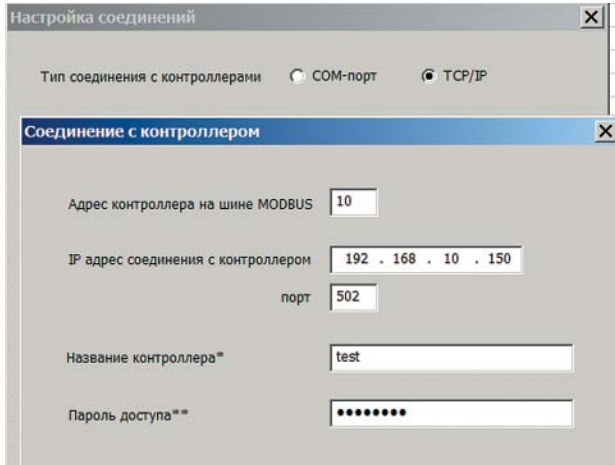 Настройка соединений
Тип соединения с контроллерами COM-порт TCP/IP
Соединение с контроллером
Адрес контроллера на шине MODBUS 10
IP адрес соединения с контроллером 192 . 168 . 10 . 150
порт 502
Название контроллера* test
Пароль доступа** ●●●●●●●●